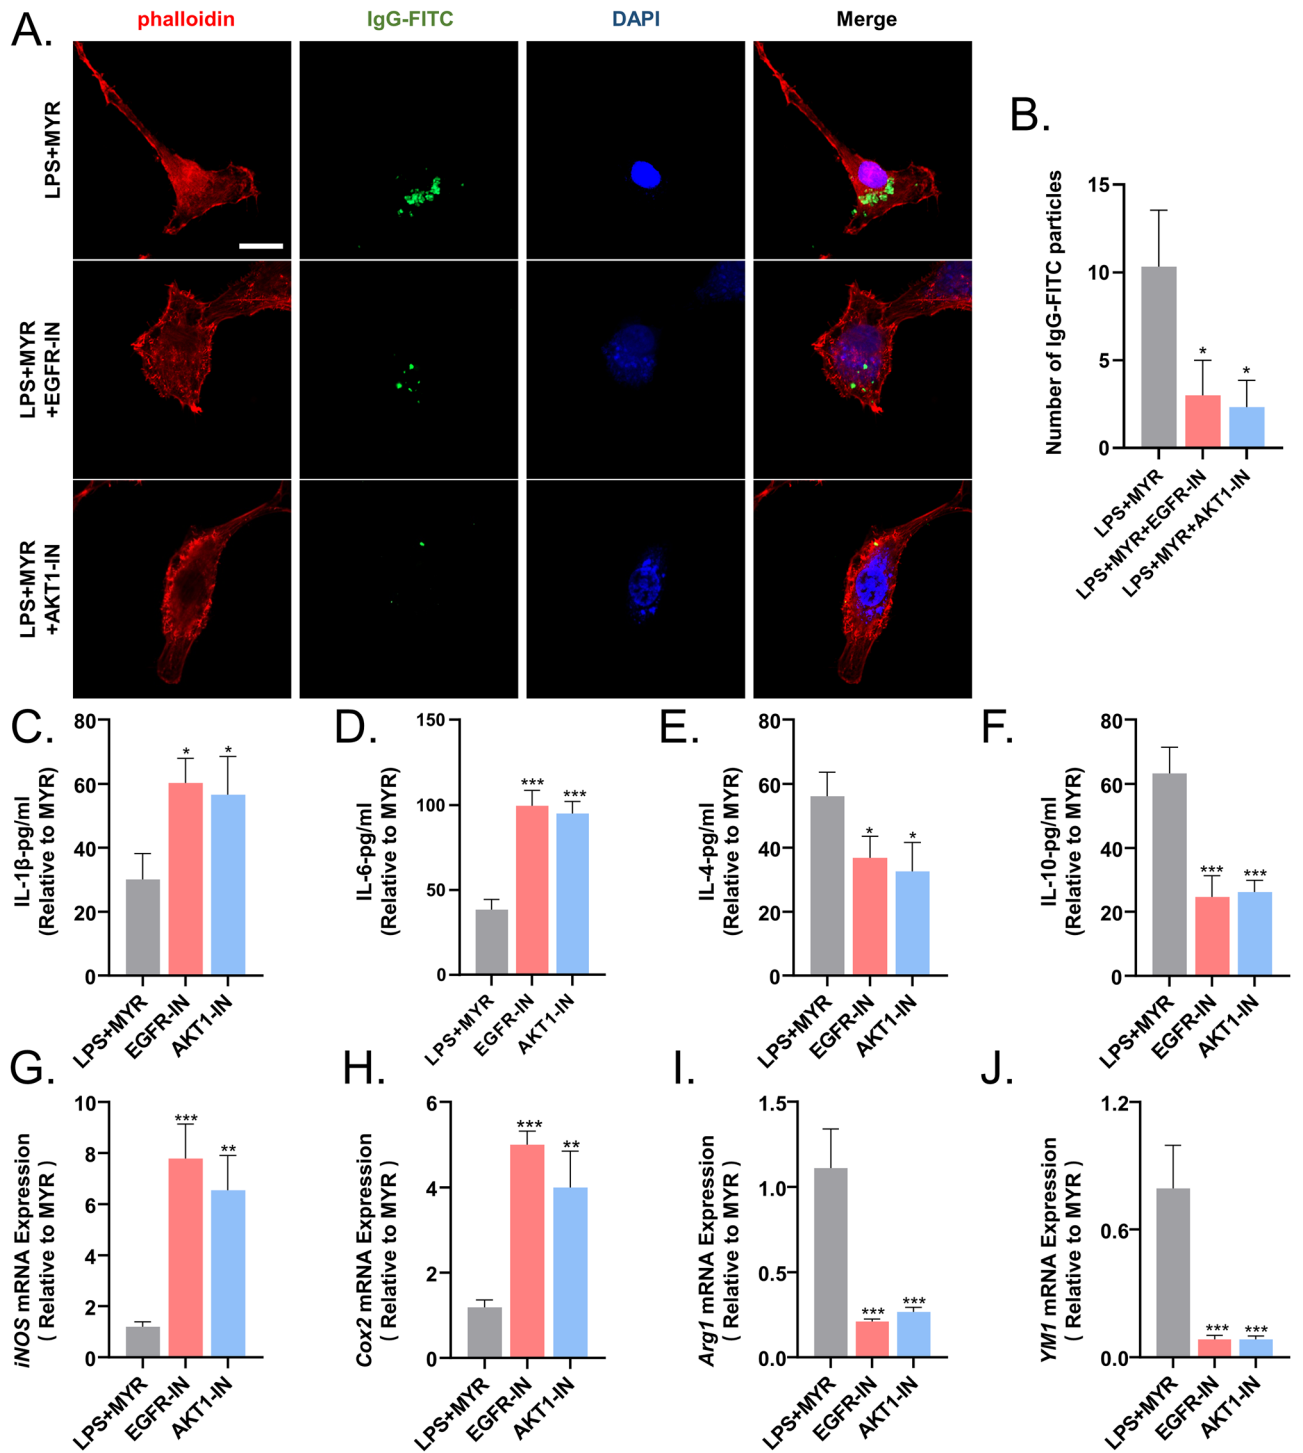 A.
phalloidin
IgG-FITC
DAPI
Merge
LPS+MYR
LPS+MYR
+EGFR-IN
LPS+MYR
+AKT1-IN
B.
Number of IgG-FITC particles
15
10
5
0
*
*
LPS+MYR
LPS+MYR+EGFR-IN
LPS+MYR+AKT1-IN
C.
IL-1β-pg/ml
(Relative to MYR)
80
60
40
20
0
*
*
LPS+MYR
EGFR-IN
AKT1-IN
D.
IL-6-pg/ml
(Relative to MYR)
150
100
50
0
***
***
LPS+MYR
EGFR-IN
AKT1-IN
E.
IL-4-pg/ml
(Relative to MYR)
80
60
40
20
0
*
*
LPS+MYR
EGFR-IN
AKT1-IN
F.
IL-10-pg/ml
(Relative to MYR)
80
60
40
20
0
***
***
LPS+MYR
EGFR-IN
AKT1-IN
G.
iNOS mRNA Expression
( Relative to MYR )
10
8
6
4
2
0
***
**
LPS+MYR
EGFR-IN
AKT1-IN
H.
Cox2 mRNA Expression
( Relative to MYR )
6
4
2
0
***
**
LPS+MYR
EGFR-IN
AKT1-IN
I.
Arg1 mRNA Expression
( Relative to MYR )
1.5
1.0
0.5
0.0
***
***
LPS+MYR
EGFR-IN
AKT1-IN
J.
YM1 mRNA Expression
( Relative to MYR )
1.2
0.6
0.0
***
***
LPS+MYR
EGFR-IN
AKT1-IN